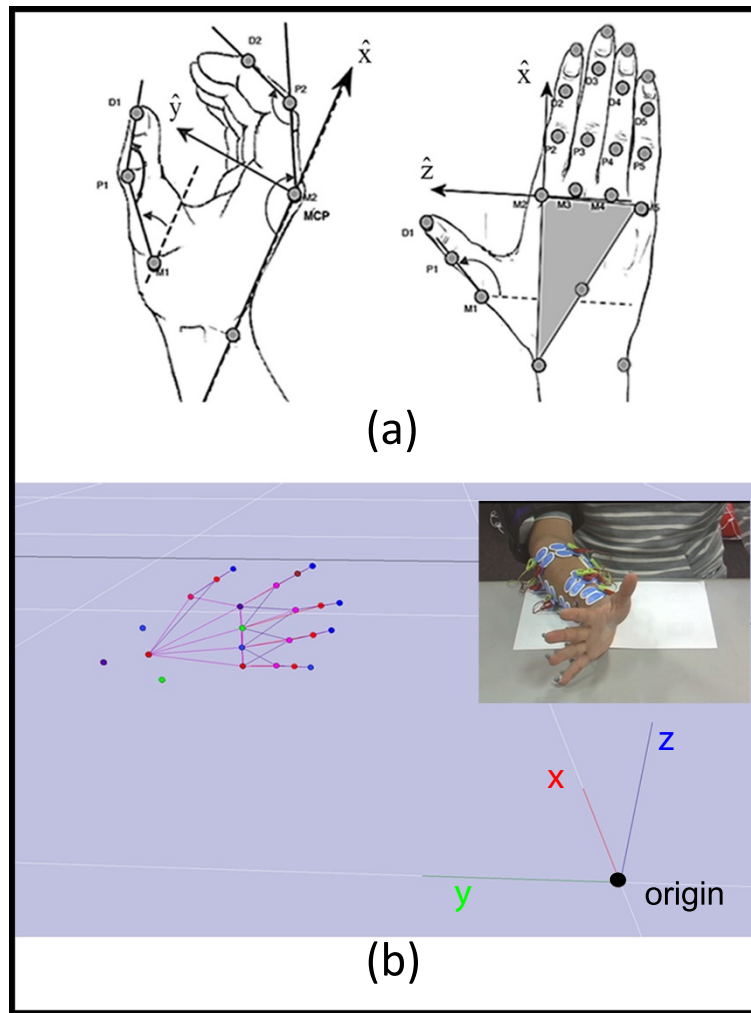 D2
x̂
D1
ŷ
P2
P1
M2
MCP
M1
x̂
D2
D3
D4
D5
P2
P3
P4
P5
ẑ
M2
M3
M4
M5
D1
P1
M1
(a)
z
x
y
origin
(b)